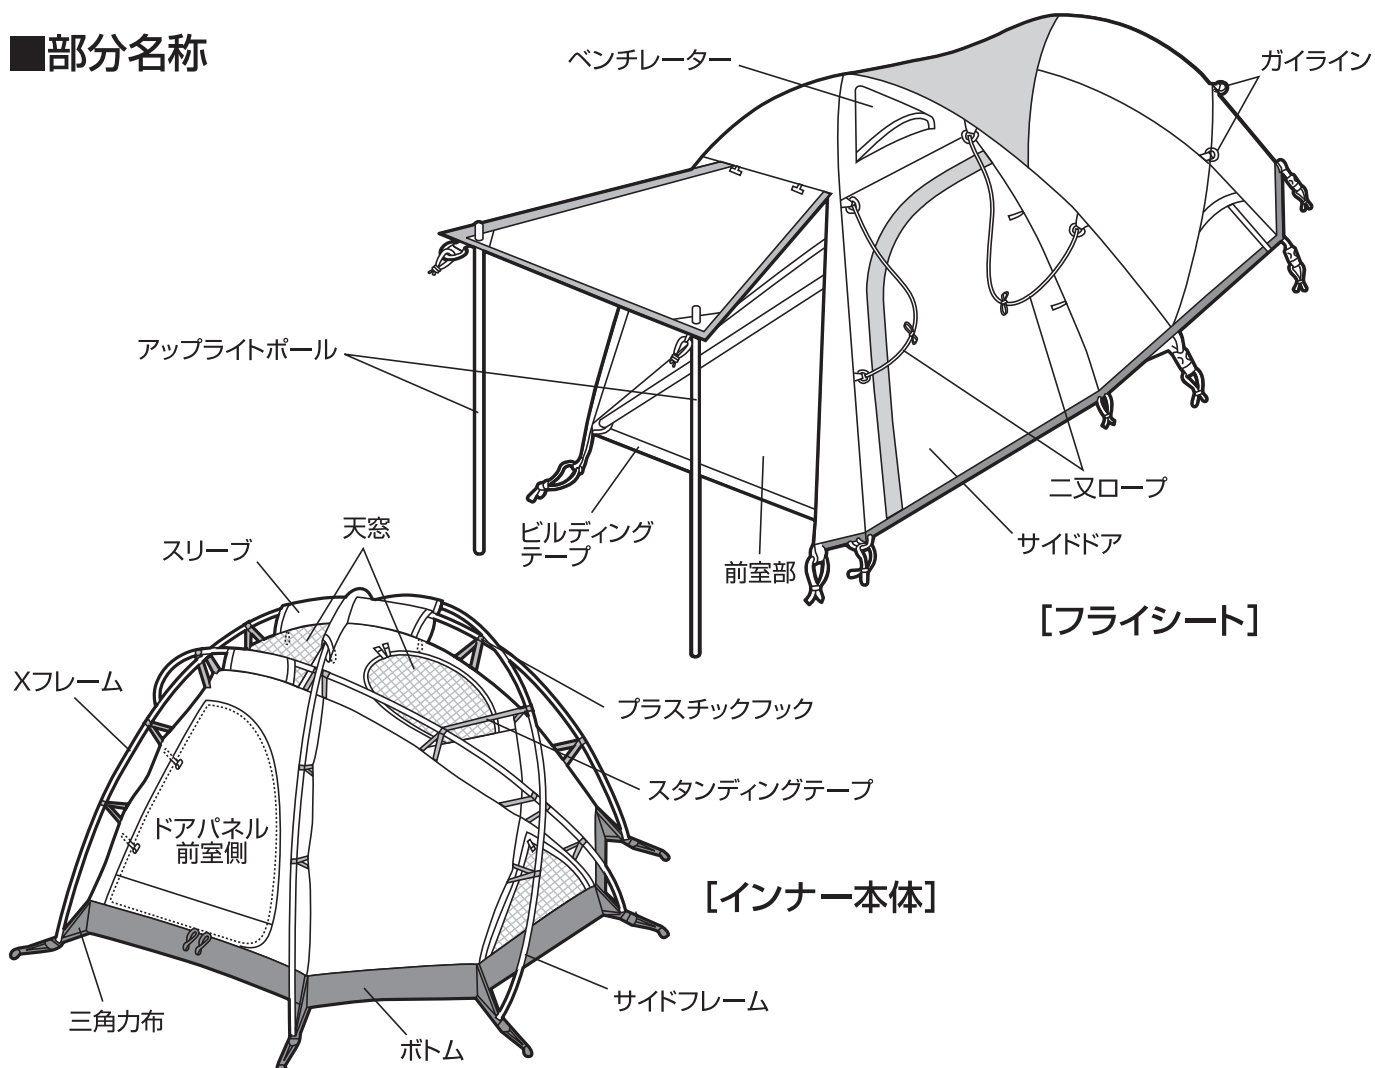 ■部分名称
ベンチレーター
ガイライン
アップライトポール
二又ロープ
ビルディング
テープ
サイドドア
前室部
[フライシート]
天窓
スリーブ
Xフレーム
プラスチックフック
スタンディングテープ
ドアパネル
前室側
[インナー本体]
サイドフレーム
三角力布
ボトム